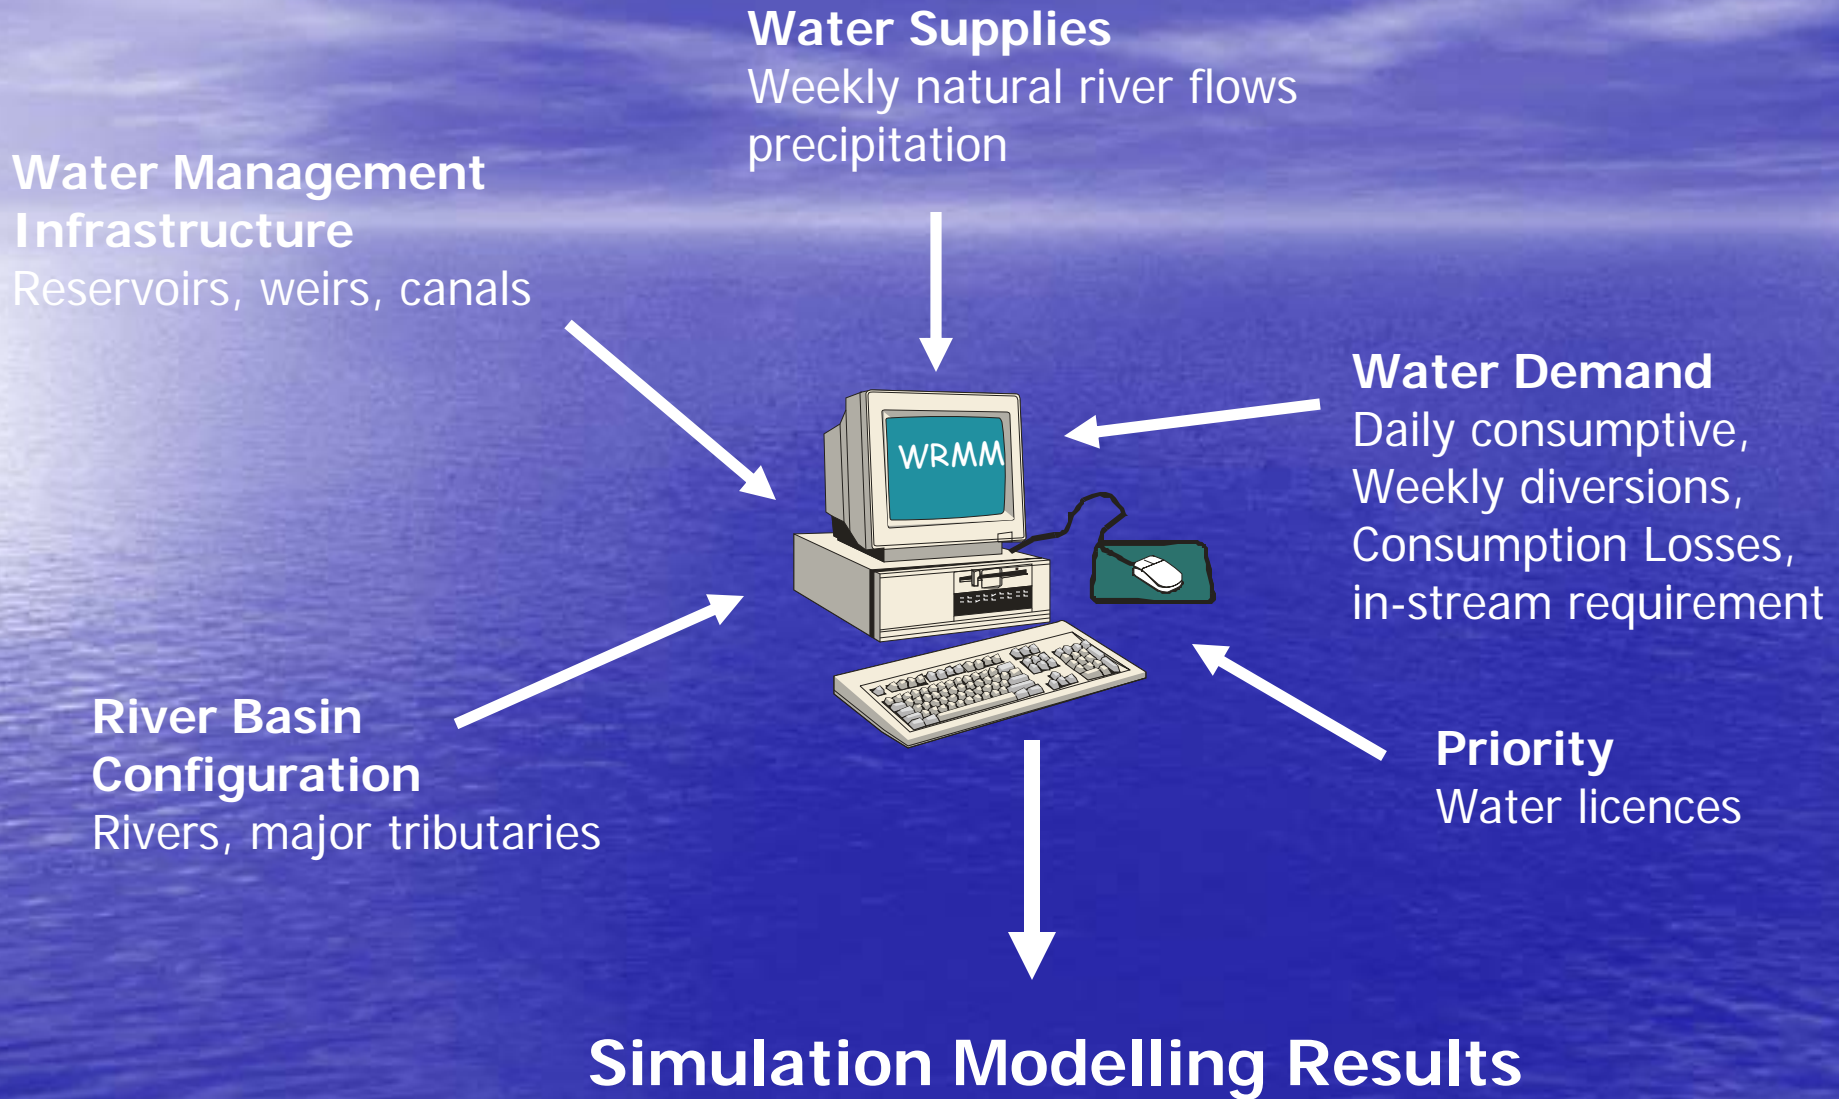 Water Supplies
Weekly natural river flows
precipitation
Water Management
Infrastructure
Reservoirs, weirs, canals
WRMM
Water Demand
Daily consumptive,
Weekly diversions,
Consumption Losses,
in-stream requirement
River Basin
Configuration
Rivers, major tributaries
Priority
Water licences
Simulation Modelling Results